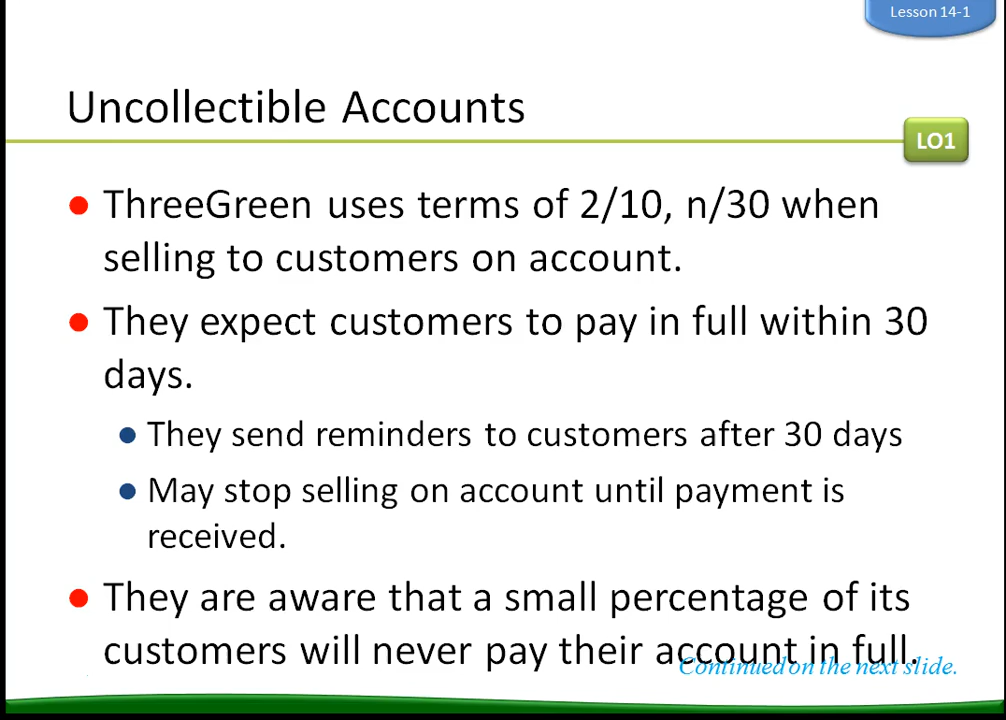 Lesson 14-1
Uncollectible Accounts
LO1
ThreeGreen uses terms of 2/10, n/30 when
selling to customers on account.
They expect customers to pay in full within 30
days.
They send reminders to customers after 30 days
May stop selling on account until payment is
received.
They are aware that a small percentage of its
customers will never pay their account in full.
Continued on the next slide.